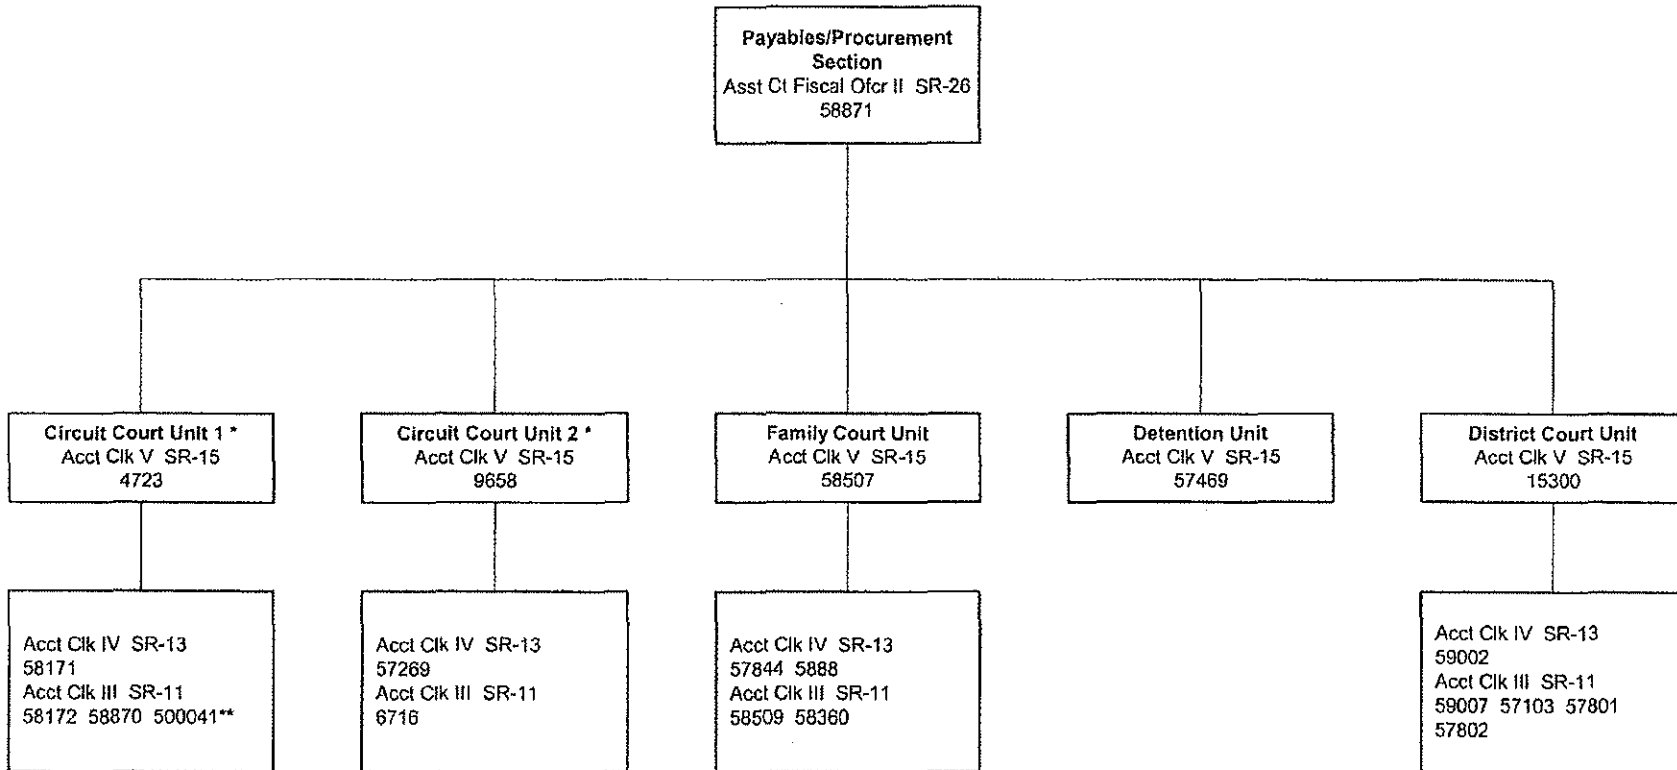 Payables/Procurement
Section
Asst Ct Fiscal Ofcr II SR-26
58871
Circuit Court Unit 1 *
Acct Clk V SR-15
4723
Circuit Court Unit 2 *
Acct Clk V SR-15
9658
Family Court Unit
Acct Clk V SR-15
58507
Detention Unit
Acct Clk V SR-15
57469
District Court Unit
Acct Clk V SR-15
15300
Acct Clk IV SR-13
58171
Acct Clk III SR-11
58172 58870 500041**
Acct Clk IV SR-13
57269
Acct Clk III SR-11
6716
Acct Clk IV SR-13
57844 5888
Acct Clk III SR-11
58509 58360
Acct Clk IV SR-13
59002
Acct Clk III SR-11
59007 57103 57801
57802